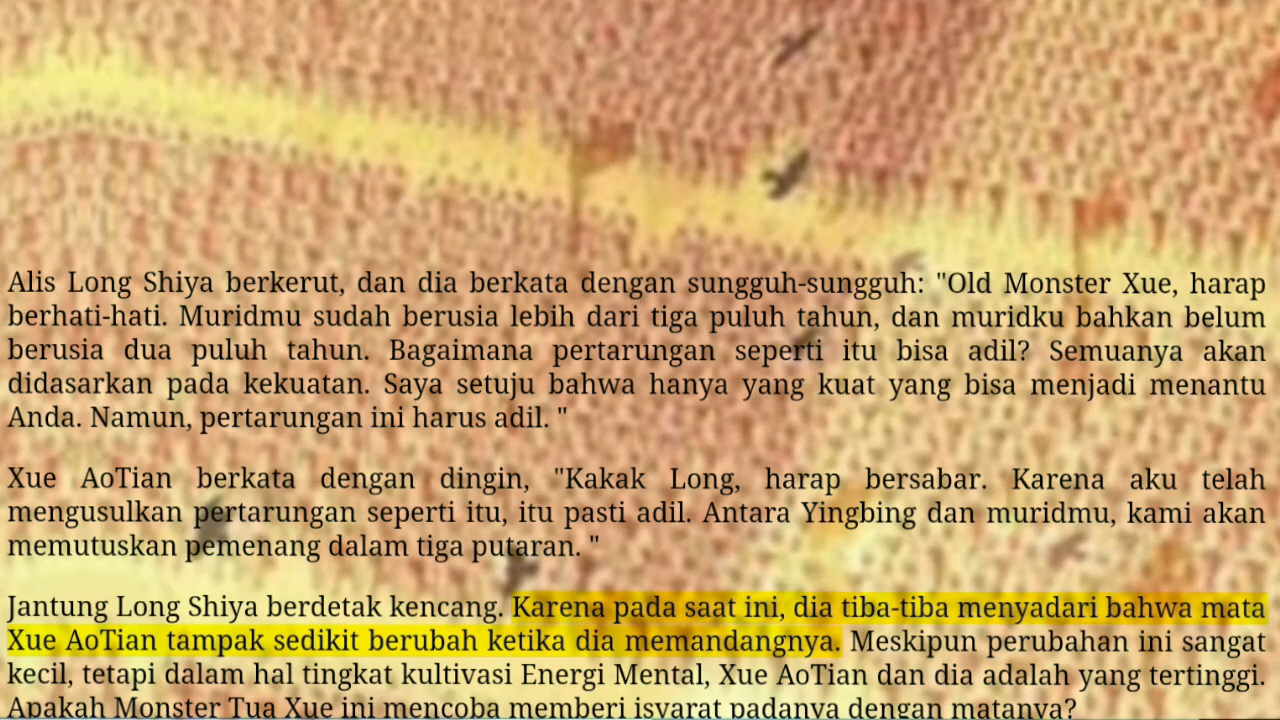 Alis Long Shiya berkerut, dan dia berkata dengan sungguh-sungguh: "Old Monster Xue, harap
berhati-hati. Muridmu sudah berusia lebih dari tiga puluh tahun, dan muridku bahkan belum
berusia dua puluh tahun. Bagaimana pertarungan seperti itu bisa adil? Semuanya akan
didasarkan pada kekuatan. Saya setuju bahwa hanya yang kuat yang bisa menjadi menantu
Anda. Namun, pertarungan ini harus adil. "
Xue AoTian berkata dengan dingin, "Kakak Long, harap bersabar. Karena aku telah
mengusulkan pertarungan seperti itu, itu pasti adil. Antara Yingbing dan muridmu, kami akan
memutuskan pemenang dalam tiga putaran. "
Jantung Long Shiya berdetak kencang. Karena pada saat ini, dia tiba-tiba menyadari bahwa mata
Xue AoTian tampak sedikit berubah ketika dia memandangnya. Meskipun perubahan ini sangat
kecil, tetapi dalam hal tingkat kultivasi Energi Mental, Xue AoTian dan dia adalah yang tertinggi.
Apakah Monster Tua Xue ini mencoba memberi isyarat padanya dengan matanya?